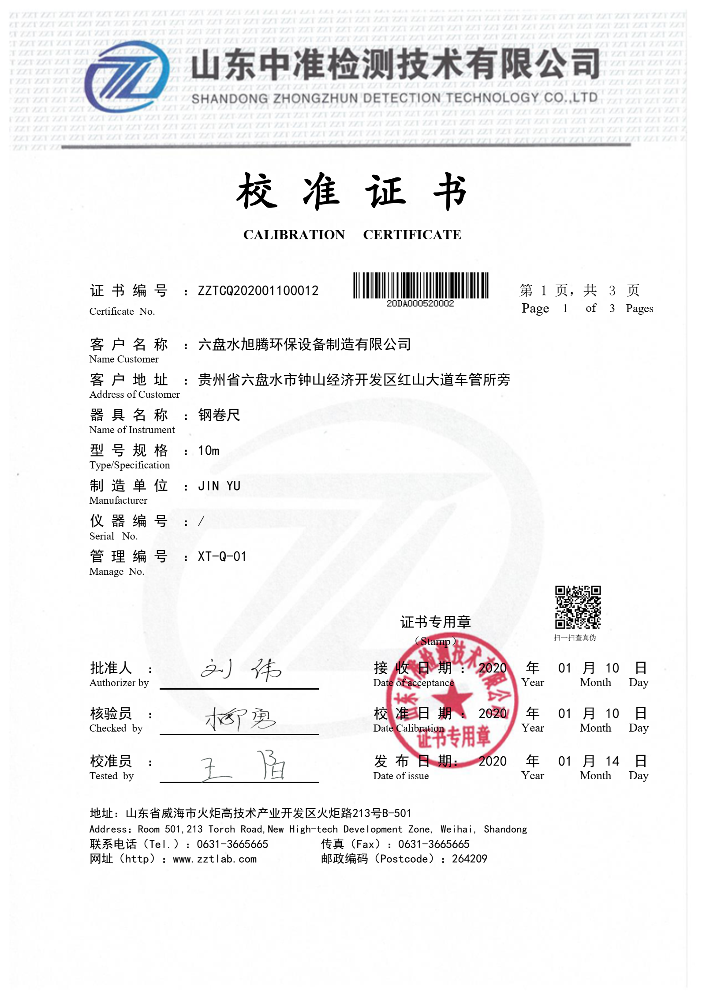 山东中准检测技术有限公司
SHANDONG ZHONGZHUN DETECTION TECHNOLOGY CO.,LTD
校准证书
CALIBRATION CERTIFICATE
证书编号：ZZTCQ202001100012
20DA000520002
第 1 页，共 3 页
Certificate No.
Page 1 of 3 Pages
客户名称：六盘水旭腾环保设备制造有限公司
Name Customer
客户地址：贵州省六盘水市钟山经济开发区红山大道车管所旁
Address of Customer
器具名称：钢卷尺
Name of Instrument
型号规格：10m
Type/Specification
制造单位：JIN YU
Manufacturer
仪器编号：/
Serial No.
管理编号：XT-Q-01
Manage No.
扫一扫查真伪
证书专用章
（Stamp）
山东中准检测技术有限公司
证书专用章
批准人：刘伟
Authorizer by
接收日期：2020 年 01 月 10 日
Date of acceptance Year Month Day
核验员：柳勇
Checked by
校准日期：2020 年 01 月 10 日
Date Calibration Year Month Day
校准员：王陌
Tested by
发布日期：2020 年 01 月 14 日
Date of issue Year Month Day
地址：山东省威海市火炬高技术产业开发区火炬路213号B-501
Address：Room 501,213 Torch Road,New High-tech Development Zone, Weihai, Shandong
联系电话（Tel.）：0631-3665665 传真（Fax）：0631-3665665
网址（http）：www.zztlab.com 邮政编码（Postcode）：264209